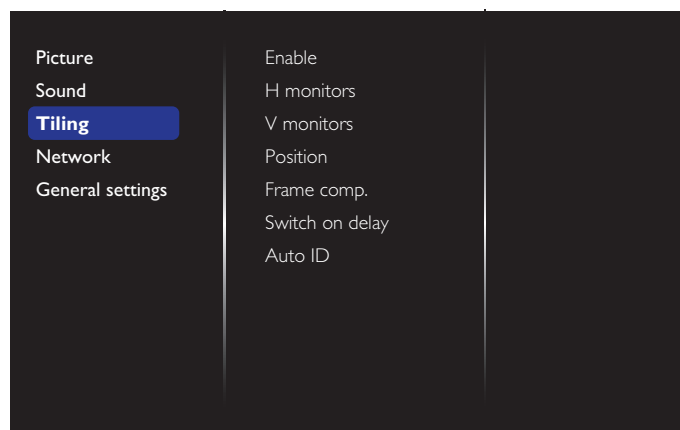 Picture
Sound
Tiling
Network
General settings
Enable
H monitors
V monitors
Position
Frame comp.
Switch on delay
Auto ID